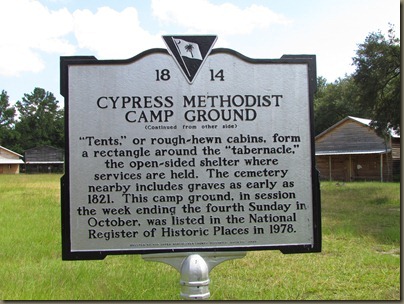 18 14
CYPRESS METHODIST
CAMP GROUND
(Continued from other side)
"Tents," or rough-hewn cabins, form
a rectangle around the "tabernacle,"
the open-sided shelter where
services are held. The cemetery
nearby includes graves as early as
1821. This camp ground, in session
the week ending the fourth Sunday in
October, was listed in the National
Register of Historic Places in 1978.